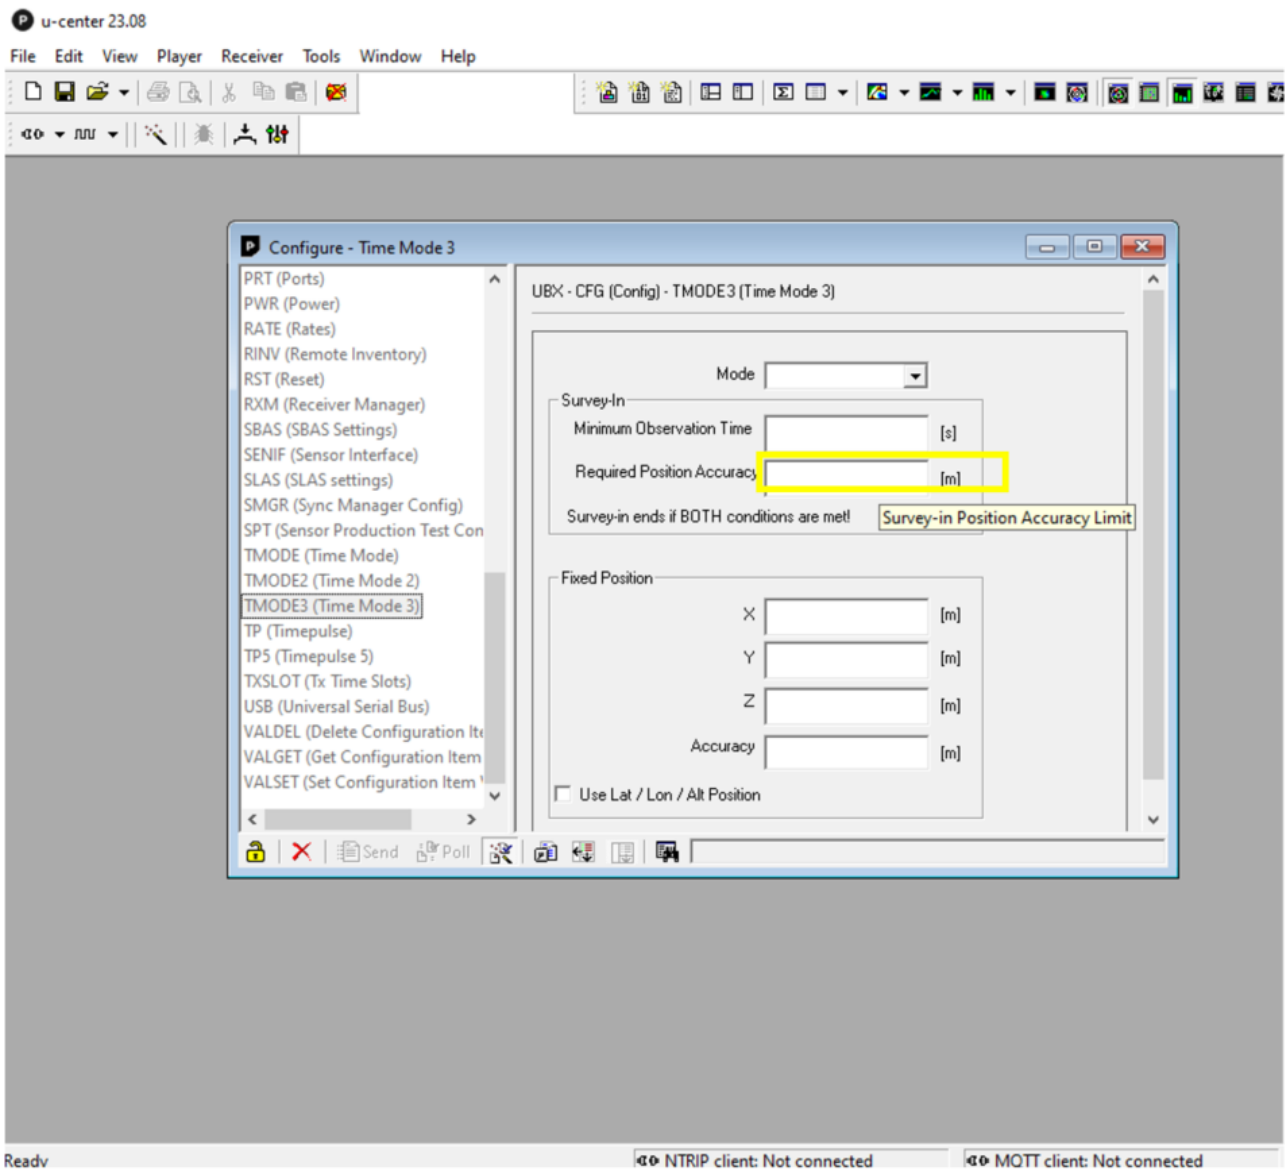 u-center 23.08
File Edit View Player Receiver Tools Window Help
Configure - Time Mode 3
PRT (Ports)
PWR (Power)
RATE (Rates)
RINV (Remote Inventory)
RST (Reset)
RXM (Receiver Manager)
SBAS (SBAS Settings)
SENIF (Sensor Interface)
SLAS (SLAS settings)
SMGR (Sync Manager Config)
SPT (Sensor Production Test Con
TMODE (Time Mode)
TMODE2 (Time Mode 2)
TMODE3 (Time Mode 3)
TP (Timepulse)
TP5 (Timepulse 5)
TXSLOT (Tx Time Slots)
USB (Universal Serial Bus)
VALDEL (Delete Configuration Ite
VALGET (Get Configuration Item
VALSET (Set Configuration Item
UBX - CFG (Config) - TMODE3 (Time Mode 3)
Mode
Survey-In
Minimum Observation Time [s]
Required Position Accuracy [m]
Survey-in ends if BOTH conditions are met!
Survey-in Position Accuracy Limit
Fixed Position
X [m]
Y [m]
Z [m]
Accuracy [m]
Use Lat / Lon / Alt Position
Send Poll
Ready
NTRIP client: Not connected
MQTT client: Not connected